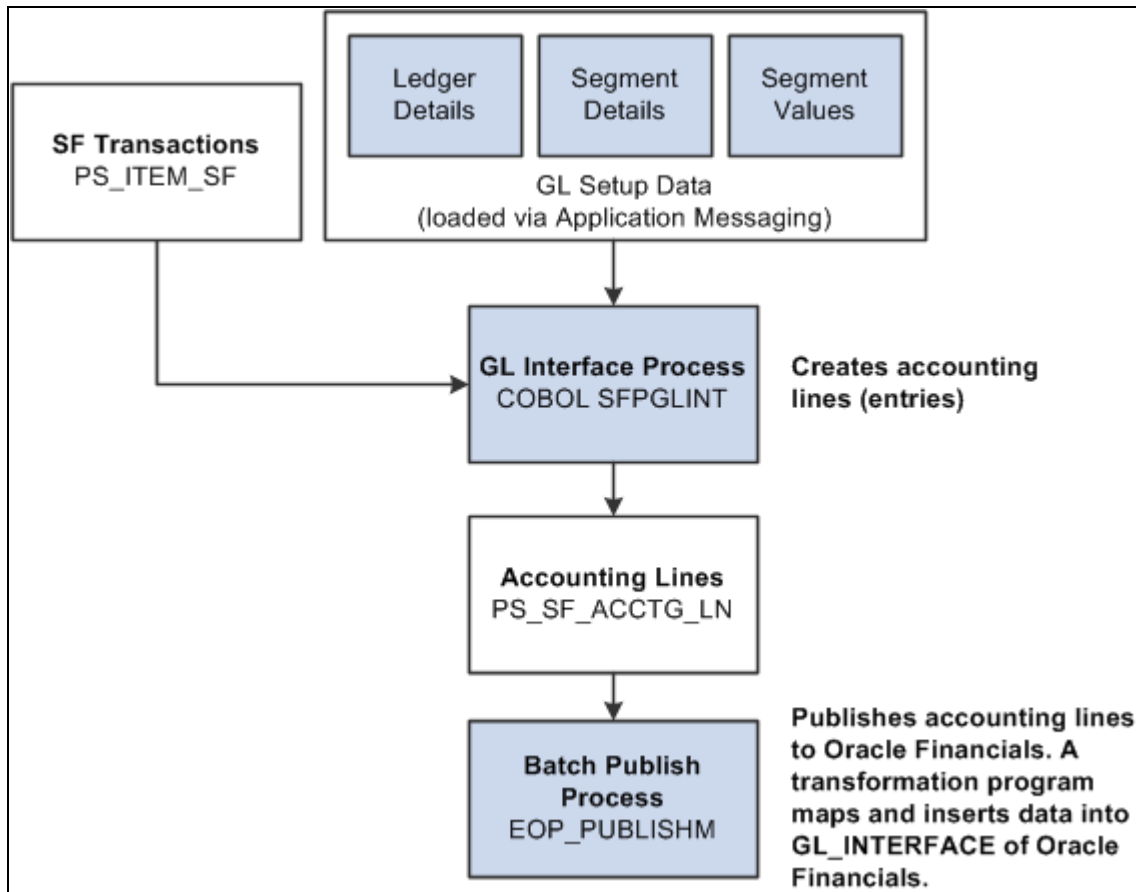 Ledger
Details
Segment
Details
Segment
Values
SF Transactions
PS_ITEM_SF
GL Setup Data
(loaded via Application Messaging)
GL Interface Process
COBOL SFPGLINT
Creates accounting
lines (entries)
Accounting Lines
PS_SF_ACCTG_LN
Batch Publish
Process
EOP_PUBLISHM
Publishes accounting lines
to Oracle Financials. A
transformation program
maps and inserts data into
GL_INTERFACE of Oracle
Financials.